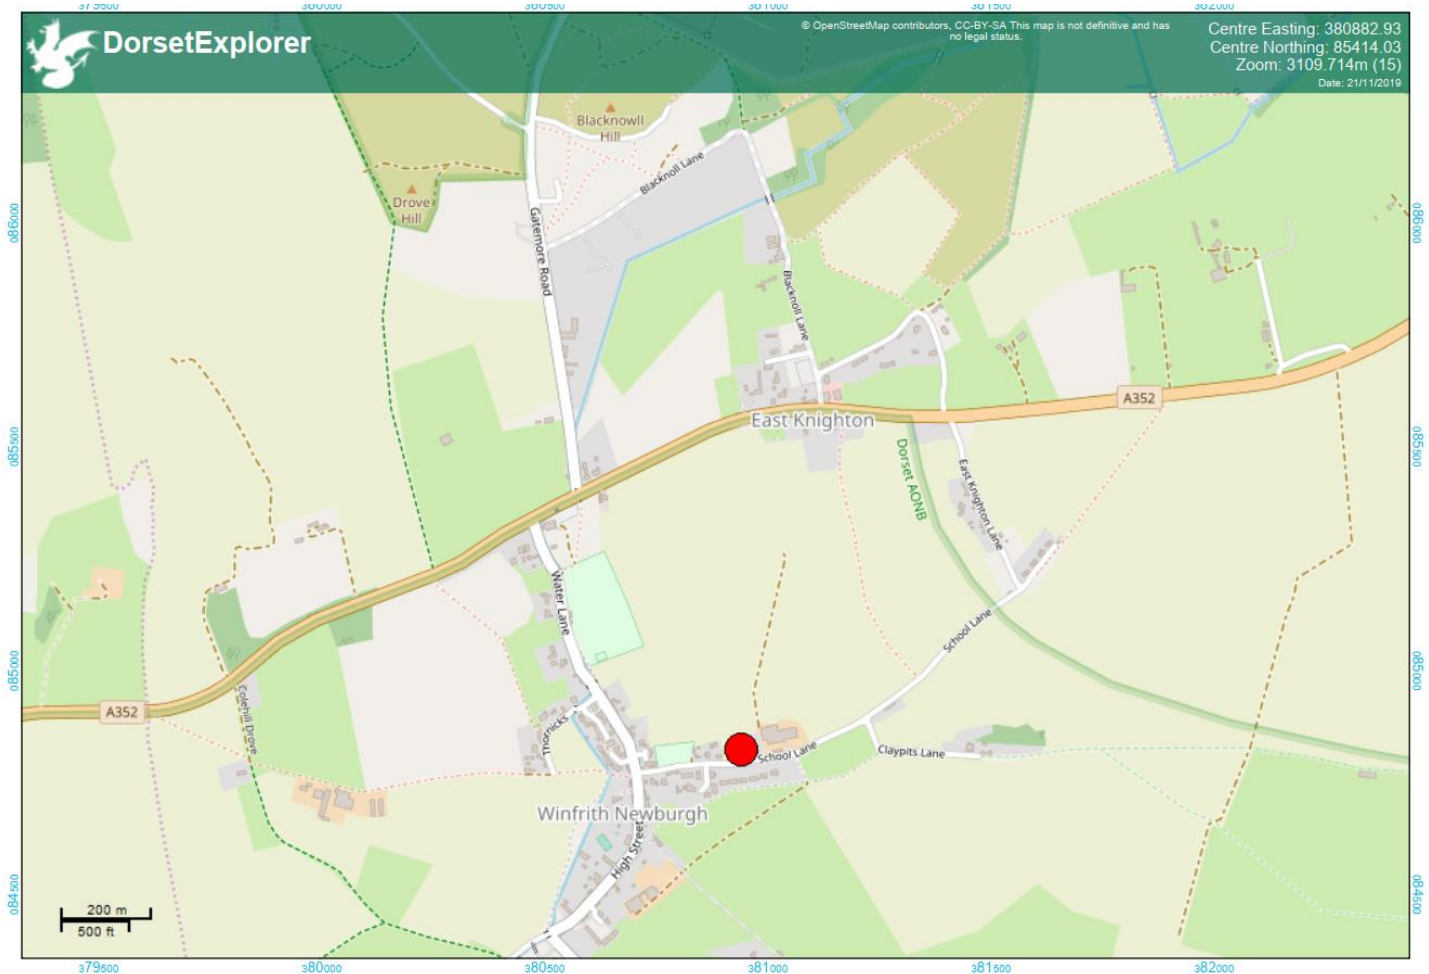 379500 380000 380500 381000 381500 382000
DorsetExplorer
© OpenStreetMap contributors, CC-BY-SA This map is not definitive and has
no legal status.
Centre Easting: 380882.93
Centre Northing: 85414.03
Zoom: 3109.714m (15)
Date: 21/11/2019
Blacknowll
Hill
Blacknoll Lane
Drove
Hill
086000
086000
Gatemore Road
Blacknoll Lane
A352
East Knighton
085500
085500
Dorset AONB
East Knighton Lane
Water Lane
School Lane
085000
085000
Colehill Drove
A352
Thornicks
School Lane
Claypits Lane
Winfrith Newburgh
High Street
084500
084500
200 m
500 ft
379500 380000 380500 381000 381500 382000